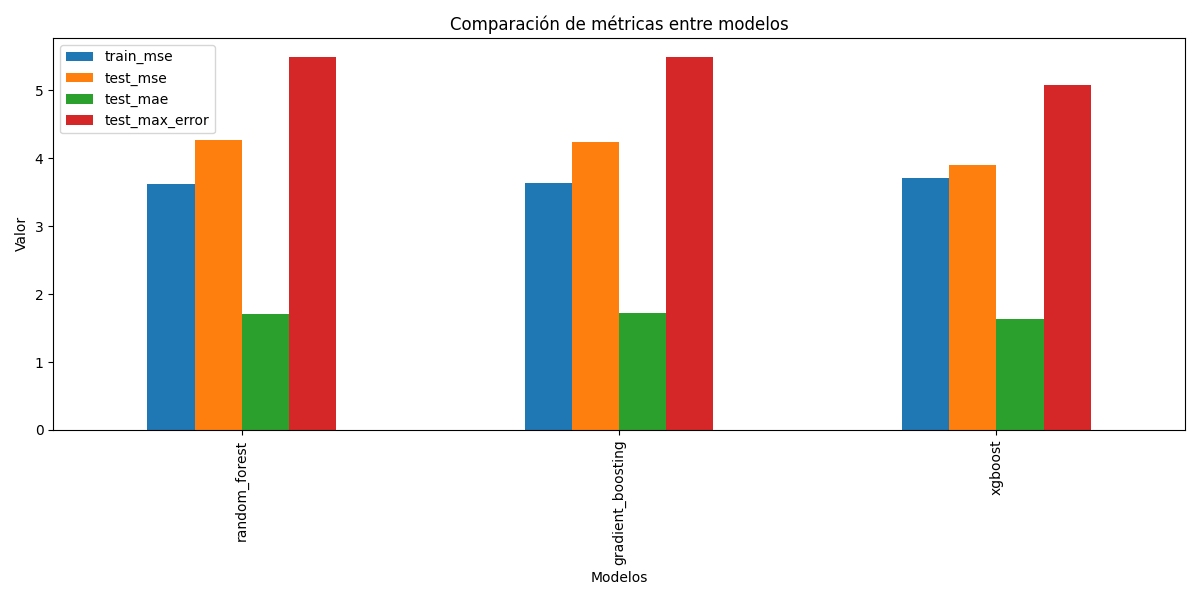 Comparación de métricas entre modelos
train_mse
test_mse
test_mae
test_max_error
Valor
5
4
3
2
1
0
random_forest
gradient_boosting
xgboost
Modelos